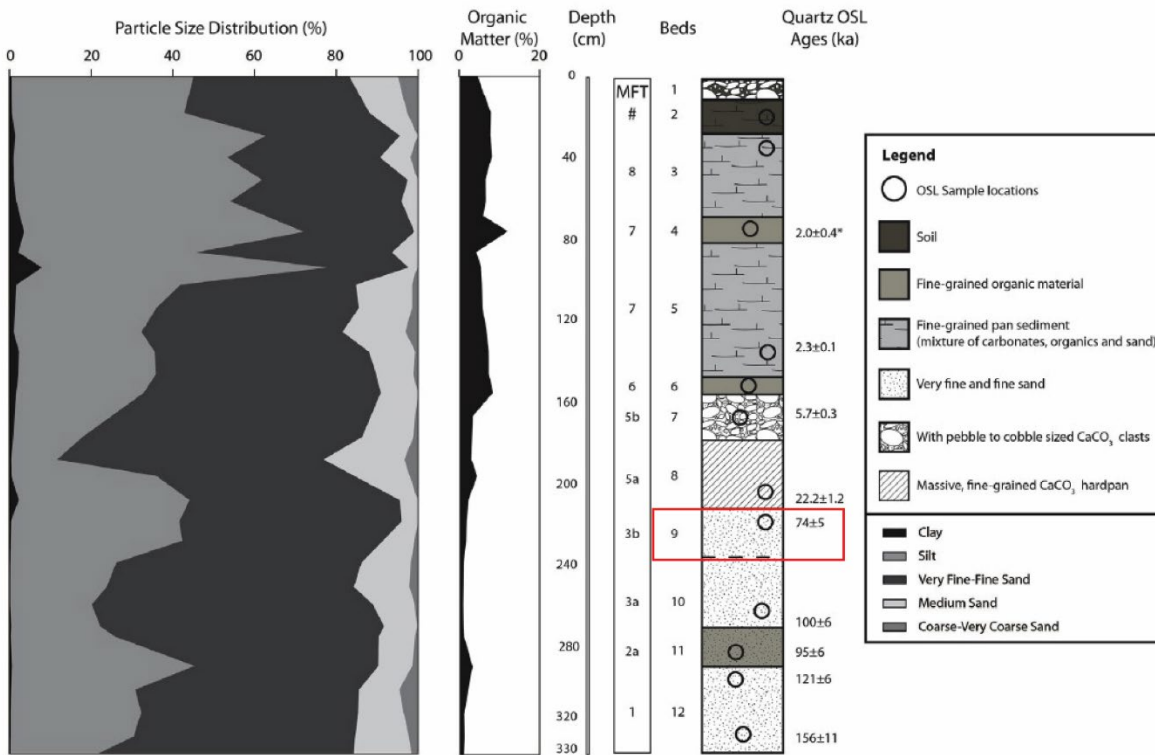 Particle Size Distribution (%)
0 20 40 60 80 100
Organic
Matter (%)
0 20
Depth
(cm)
0
40
80
120
160
200
240
280
320
330
MFT
#
8
7
7
6
5b
5a
3b
3a
2a
1
Beds
1
2
3
4
5
6
7
8
9
10
11
12
Quartz OSL
Ages (ka)
2.0±0.4*
2.3±0.1
5.7±0.3
22.2±1.2
74±5
100±6
95±6
121±6
156±11
Legend
OSL Sample locations
Soil
Fine-grained organic material
Fine-grained pan sediment
(mixture of carbonates, organics and sand)
Very fine and fine sand
With pebble to cobble sized CaCO₃ clasts
Massive, fine-grained CaCO₃ hardpan
Clay
Silt
Very Fine-Fine Sand
Medium Sand
Coarse-Very Coarse Sand